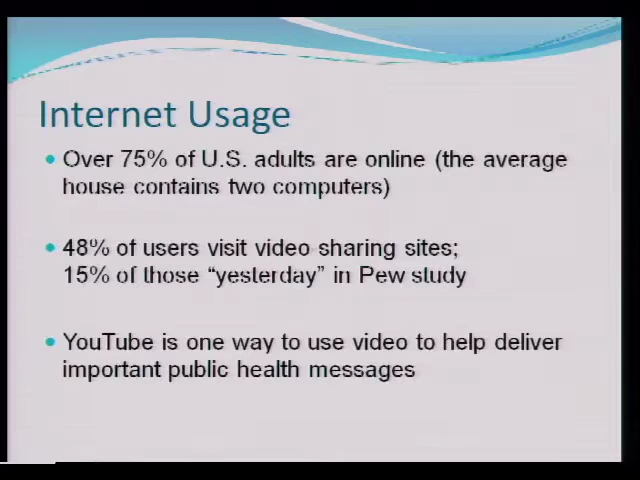 Internet Usage
Over 75% of U.S. adults are online (the average
house contains two computers)
48% of users visit video sharing sites;
15% of those “yesterday” in Pew study
YouTube is one way to use video to help deliver
important public health messages